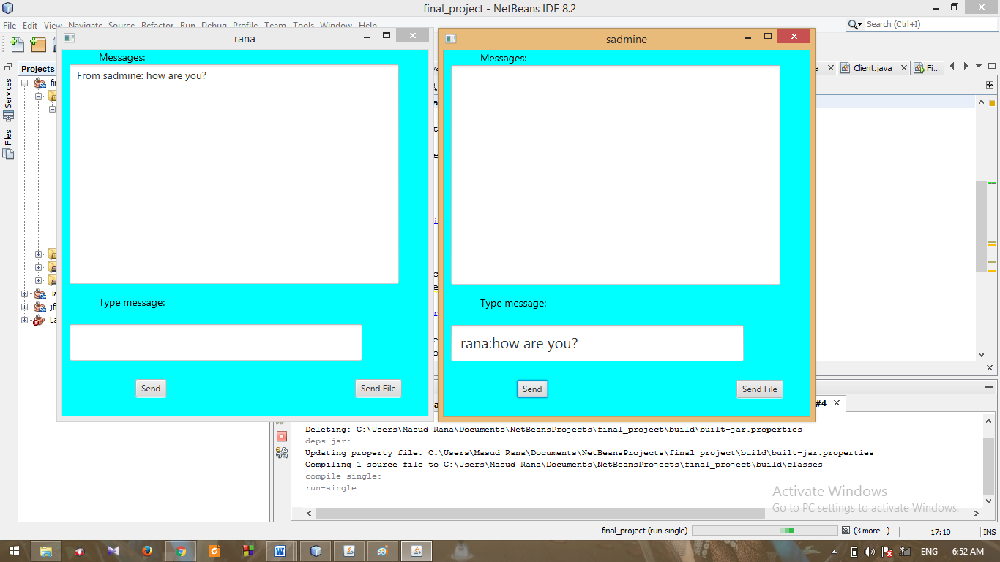 final_project - NetBeans IDE 8.2
File Edit View Navigate Source Refactor Run Debug Profile Team Tools Window Help
Search (Ctrl+I)
rana
sadmine
Messages:
From sadmine: how are you?
Type message:
Send
Send File
Messages:
Type message:
rana:how are you?
Send
Send File
Projects
Services
Files
Client.java
Fi...
#4
Deleting: C:\Users\Masud Rana\Documents\NetBeansProjects\final_project\build\built-jar.properties
deps-jar:
Updating property file: C:\Users\Masud Rana\Documents\NetBeansProjects\final_project\build\built-jar.properties
Compiling 1 source file to C:\Users\Masud Rana\Documents\NetBeansProjects\final_project\build\classes
compile-single:
run-single:
Activate Windows
Go to PC settings to activate Windows.
final_project (run-single)
(3 more...)
17:10
INS
ENG
6:52 AM